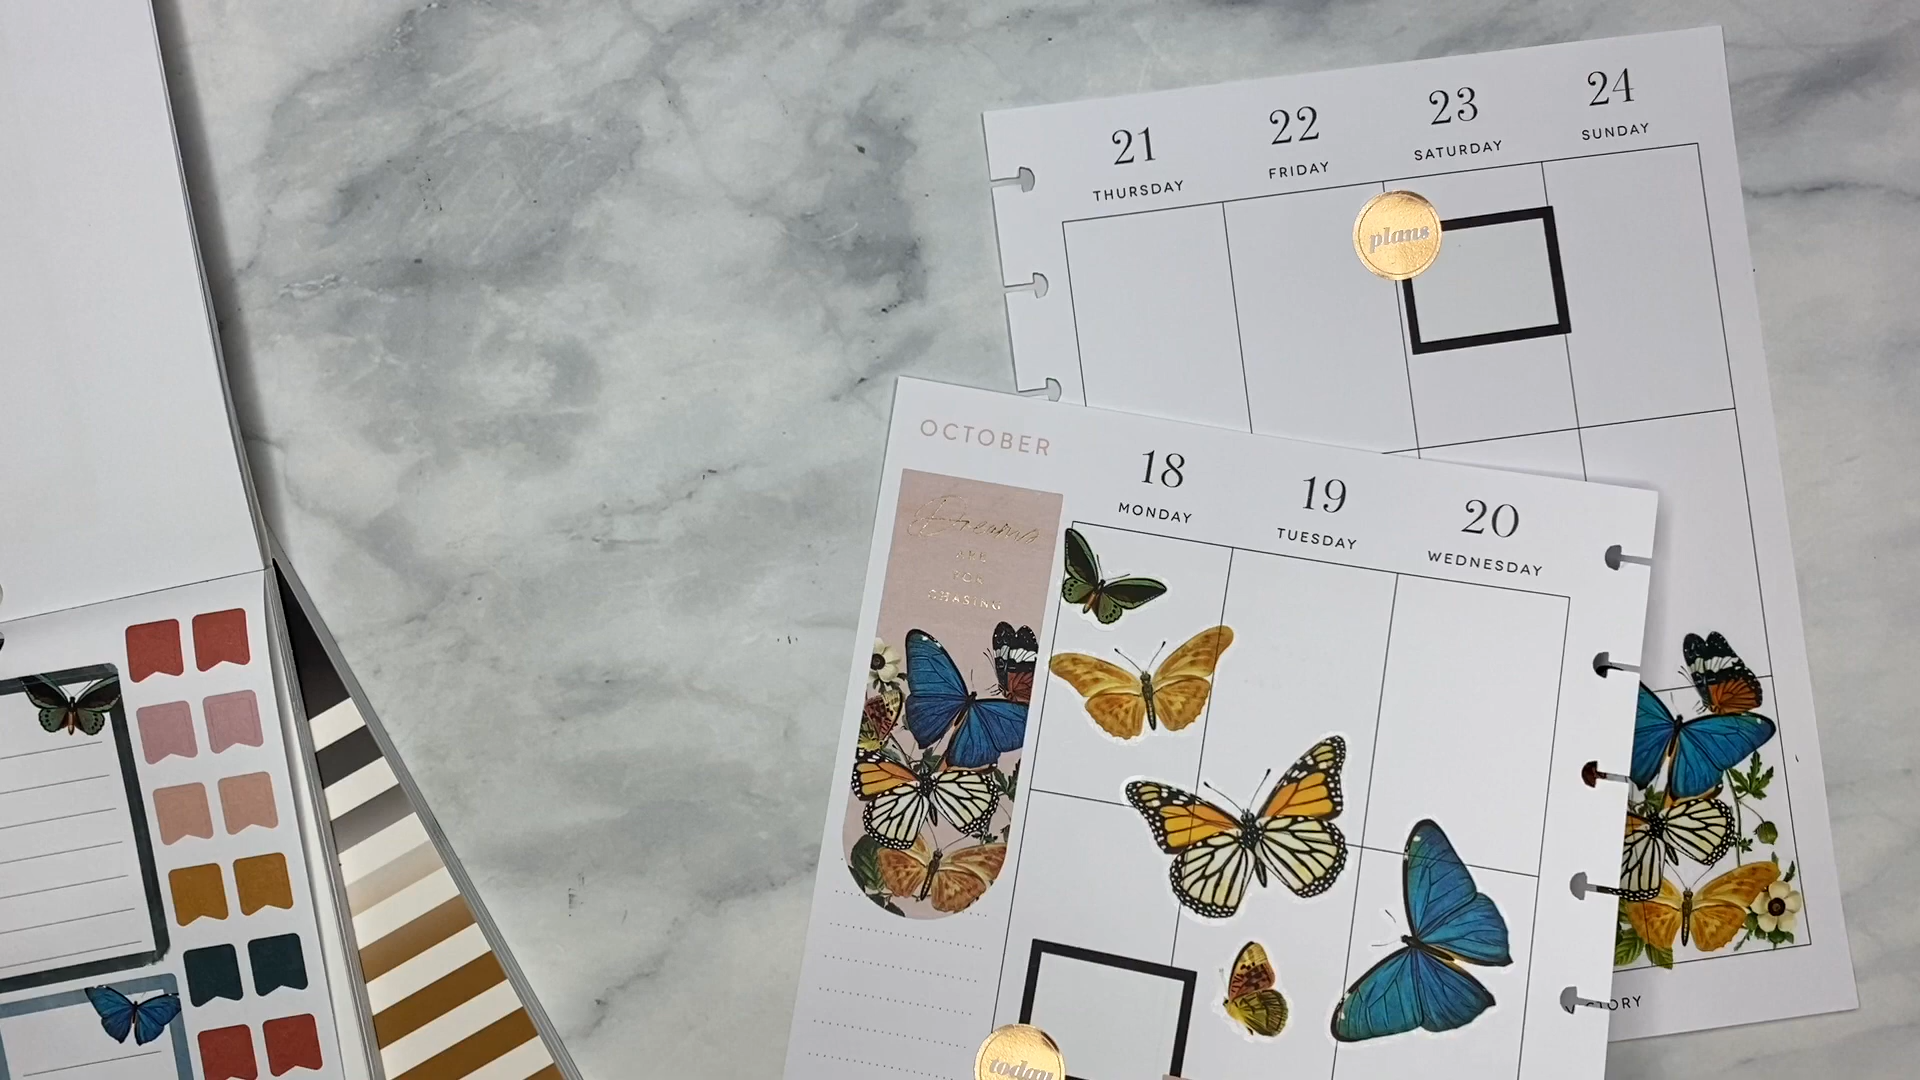 21
THURSDAY
22
FRIDAY
23
SATURDAY
24
SUNDAY
plans
OCTOBER
18
MONDAY
19
TUESDAY
20
WEDNESDAY
Dreams
ARE
FOR
CHASING
today
TORY